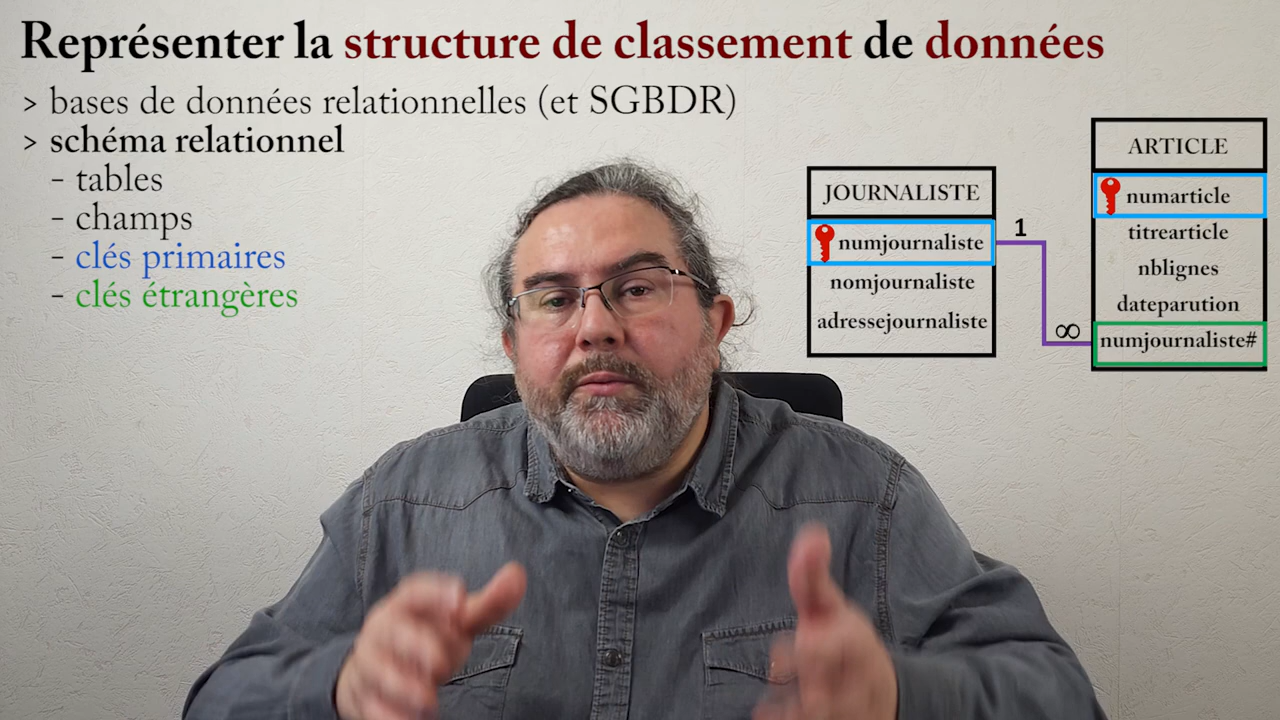 Représenter la structure de classement de données
> bases de données relationnelles (et SGBDR)
> schéma relationnel
- tables
- champs
- clés primaires
- clés étrangères
JOURNALISTE
numjournaliste
nomjournaliste
adressejournaliste
1
∞
ARTICLE
numarticle
titrearticle
nblignes
dateparution
numjournaliste#